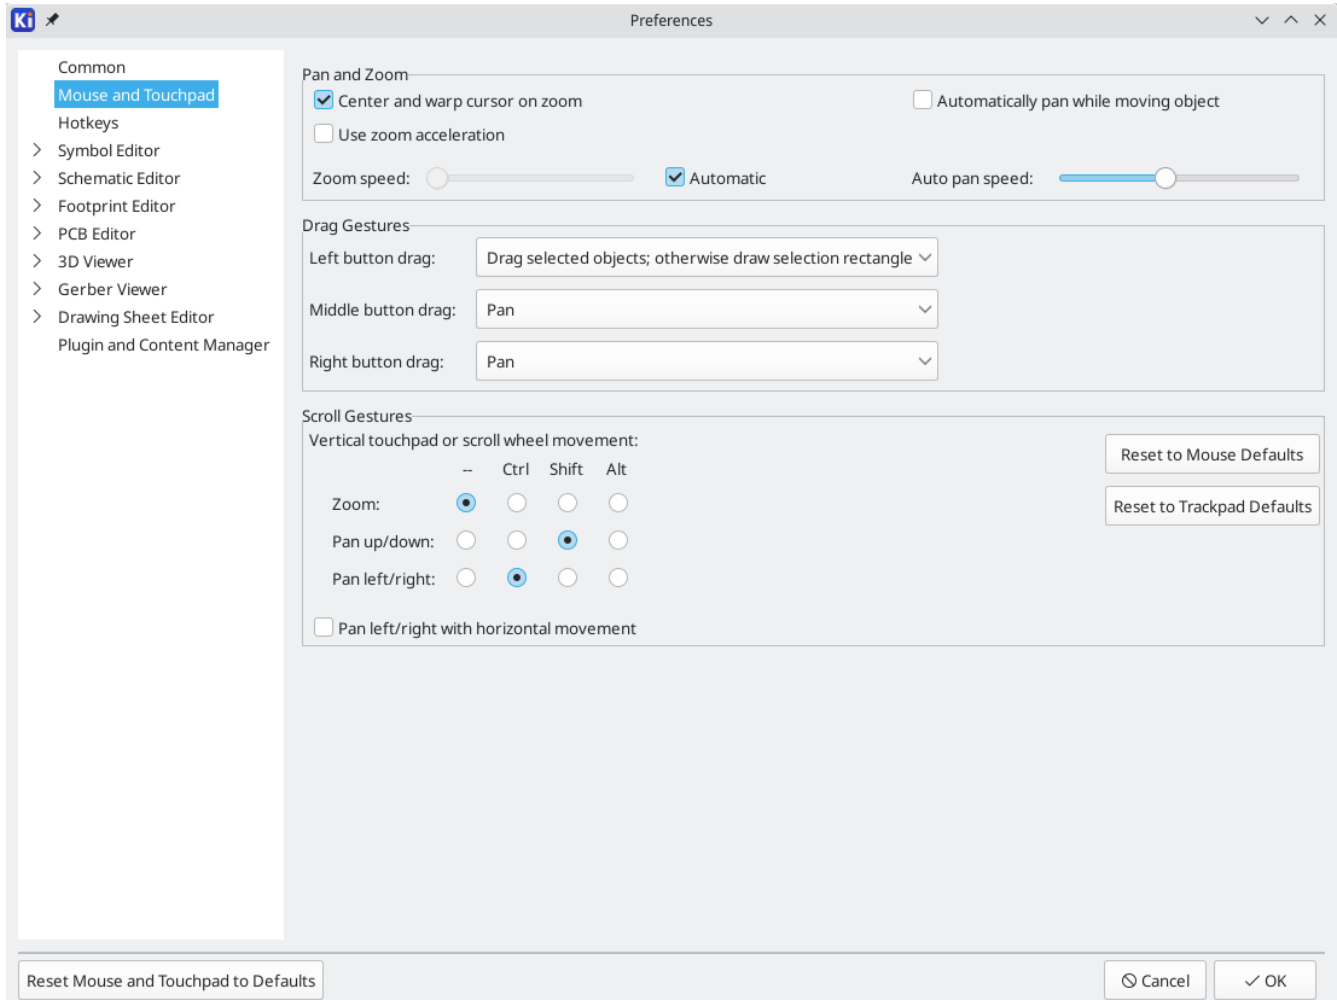 Ki
Preferences
Common
Mouse and Touchpad
Hotkeys
Symbol Editor
Schematic Editor
Footprint Editor
PCB Editor
3D Viewer
Gerber Viewer
Drawing Sheet Editor
Plugin and Content Manager
Pan and Zoom
Center and warp cursor on zoom
Automatically pan while moving object
Use zoom acceleration
Zoom speed:
Automatic
Auto pan speed:
Drag Gestures
Left button drag:
Drag selected objects; otherwise draw selection rectangle
Middle button drag:
Pan
Right button drag:
Pan
Scroll Gestures
Vertical touchpad or scroll wheel movement:
-- Ctrl Shift Alt
Zoom:
Pan up/down:
Pan left/right:
Pan left/right with horizontal movement
Reset to Mouse Defaults
Reset to Trackpad Defaults
Reset Mouse and Touchpad to Defaults
Cancel
OK